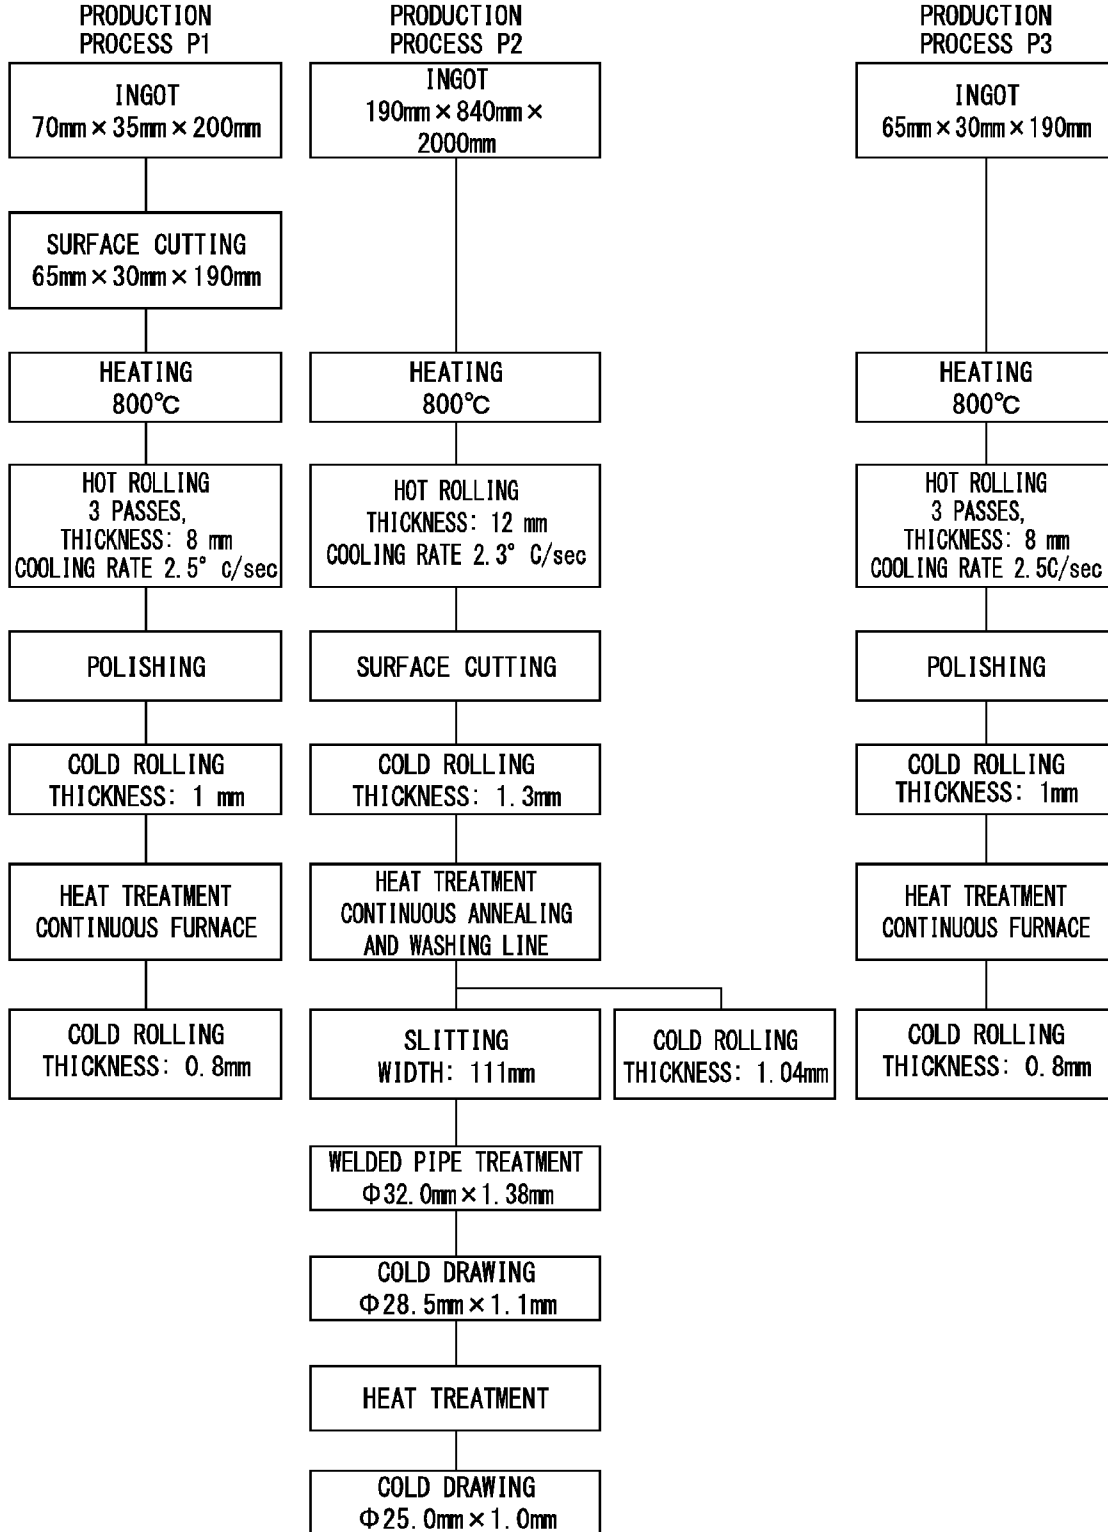 PRODUCTION
PROCESS P1
INGOT
70mm×35mm×200mm
SURFACE CUTTING
65mm×30mm×190mm
HEATING
800℃
HOT ROLLING
3 PASSES,
THICKNESS: 8 mm
COOLING RATE 2.5° c/sec
POLISHING
COLD ROLLING
THICKNESS: 1 mm
HEAT TREATMENT
CONTINUOUS FURNACE
COLD ROLLING
THICKNESS: 0.8mm
PRODUCTION
PROCESS P2
INGOT
190mm×840mm×
2000mm
HEATING
800℃
HOT ROLLING
THICKNESS: 12 mm
COOLING RATE 2.3° C/sec
SURFACE CUTTING
COLD ROLLING
THICKNESS: 1.3mm
HEAT TREATMENT
CONTINUOUS ANNEALING
AND WASHING LINE
SLITTING
WIDTH: 111mm
WELDED PIPE TREATMENT
Φ32.0mm×1.38mm
COLD DRAWING
Φ28.5mm×1.1mm
HEAT TREATMENT
COLD DRAWING
Φ25.0mm×1.0mm
COLD ROLLING
THICKNESS: 1.04mm
PRODUCTION
PROCESS P3
INGOT
65mm×30mm×190mm
HEATING
800℃
HOT ROLLING
3 PASSES,
THICKNESS: 8 mm
COOLING RATE 2.5C/sec
POLISHING
COLD ROLLING
THICKNESS: 1mm
HEAT TREATMENT
CONTINUOUS FURNACE
COLD ROLLING
THICKNESS: 0.8mm